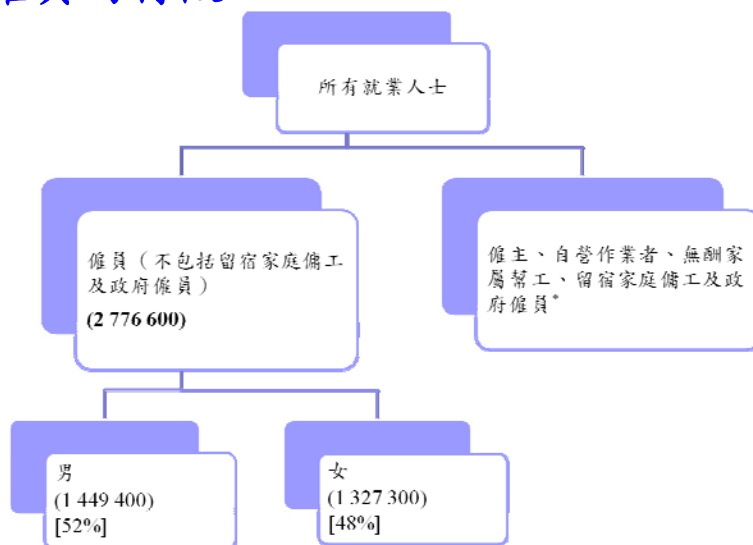 所有就業人士
僱員（不包括留宿家庭傭工
及政府僱員）
(2 776 600)
僱主、自營作業者、無酬家
屬幫工、留宿家庭傭工及政
府僱員*
男
(1 449 400)
[52%]
女
(1 327 300)
[48%]